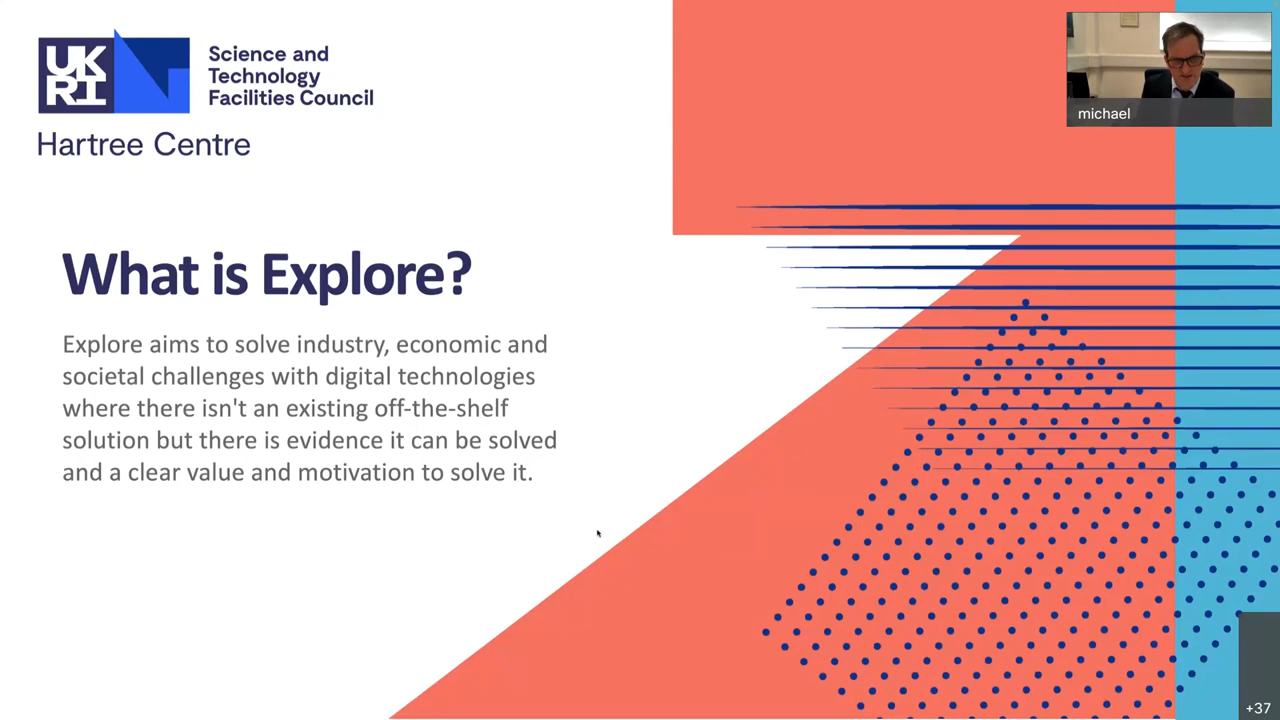 UK
RI
Science and
Technology
Facilities Council
Hartree Centre
michael
What is Explore?
Explore aims to solve industry, economic and
societal challenges with digital technologies
where there isn't an existing off-the-shelf
solution but there is evidence it can be solved
and a clear value and motivation to solve it.
+37